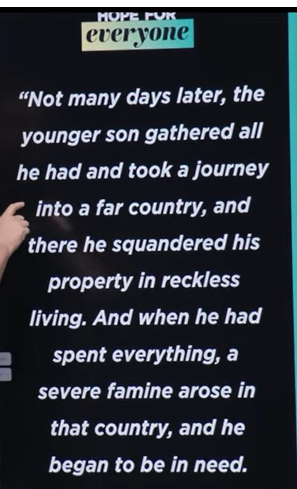 HOPE FOR
everyone
“Not many days later, the
younger son gathered all
he had and took a journey
into a far country, and
there he squandered his
property in reckless
living. And when he had
spent everything, a
severe famine arose in
that country, and he
began to be in need.